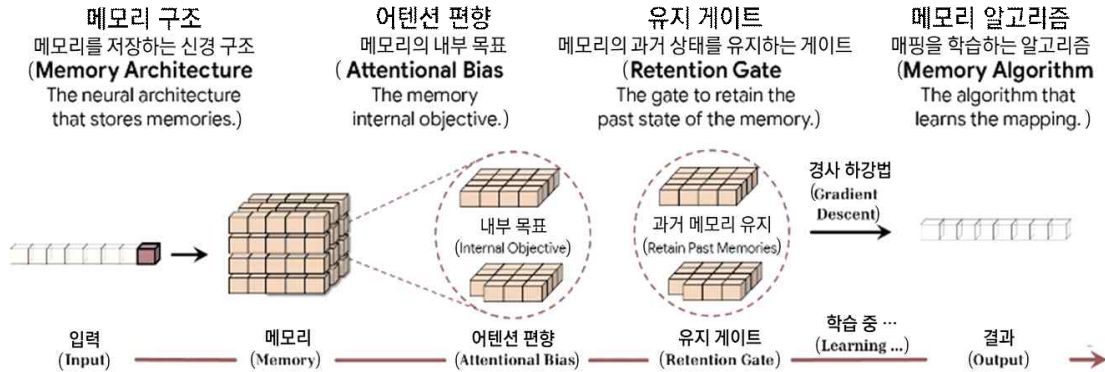 메모리 구조
메모리를 저장하는 신경 구조
(Memory Architecture
The neural architecture
that stores memories.)
어텐션 편향
메모리의 내부 목표
( Attentional Bias
The memory
internal objective.)
유지 게이트
메모리의 과거 상태를 유지하는 게이트
(Retention Gate
The gate to retain the
past state of the memory.)
메모리 알고리즘
매핑을 학습하는 알고리즘
(Memory Algorithm
The algorithm that
learns the mapping. )
내부 목표
(Internal Objective)
과거 메모리 유지
(Retain Past Memories)
경사 하강법
(Gradient
Descent)
입력
(Input)
메모리
(Memory)
어텐션 편향
(Attentional Bias)
유지 게이트
(Retention Gate)
학습 중 ...
(Learning ...)
결과
(Output)